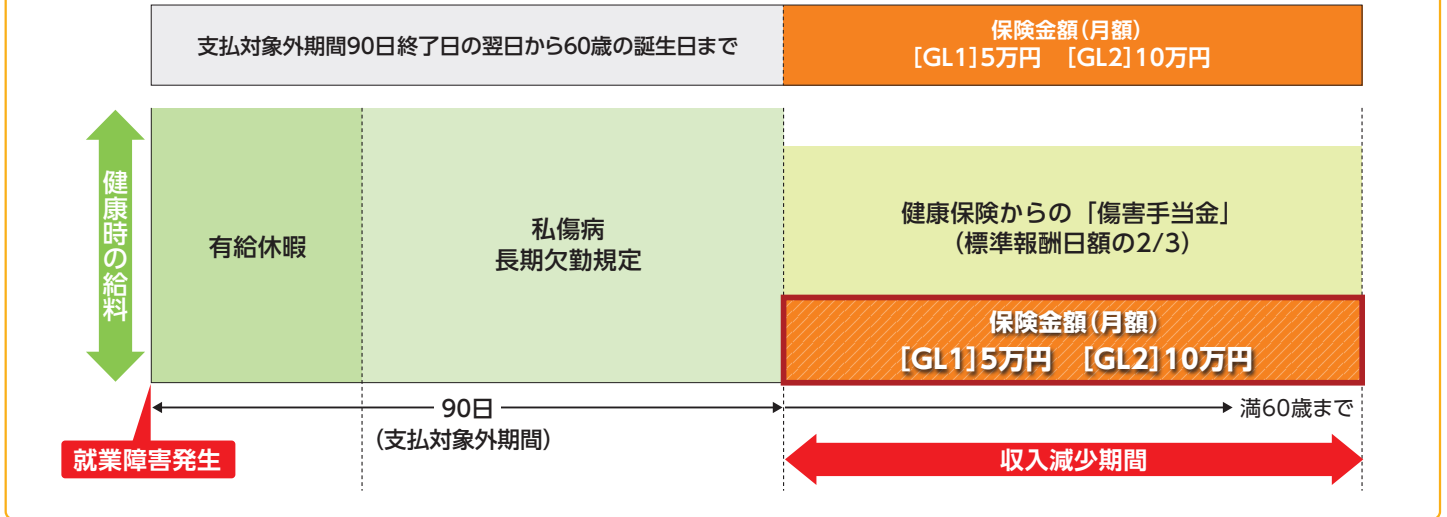 支払対象外期間90日終了日の翌日から60歳の誕生日まで
保険金額(月額)
[GL1]5万円 [GL2]10万円
健康時の給料
有給休暇
私傷病
長期欠勤規定
健康保険からの「傷害手当金」
(標準報酬日額の2/3)
保険金額(月額)
[GL1]5万円 [GL2]10万円
90日
(支払対象外期間)
満60歳まで
就業障害発生
収入減少期間